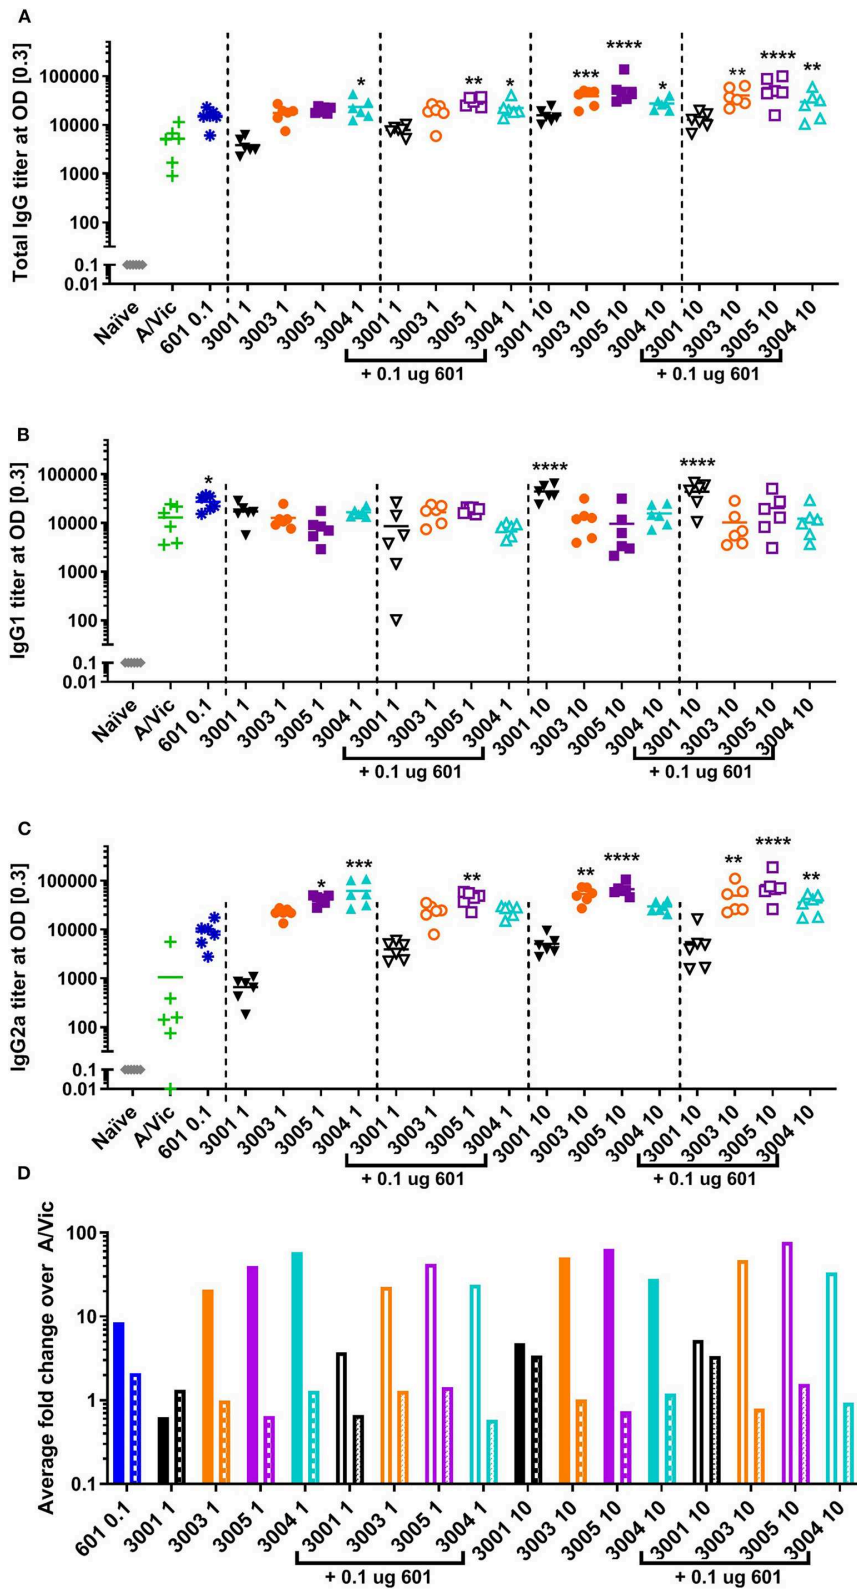 A
Total IgG titer at OD [0.3]
100000
10000
1000
100
0.1
0.01
* ** * *** **** * ** **** **
Naïve A/Vic 601 0.1 3001 1 3003 1 3005 1 3004 1 3001 1 3003 1 3005 1 3004 1 3001 10 3003 10 3005 10 3004 10 3001 10 3003 10 3005 10 3004 10
+ 0.1 ug 601 + 0.1 ug 601
B
IgG1 titer at OD [0.3]
100000
10000
1000
100
0.1
0.01
* **** ****
Naïve A/Vic 601 0.1 3001 1 3003 1 3005 1 3004 1 3001 1 3003 1 3005 1 3004 1 3001 10 3003 10 3005 10 3004 10 3001 10 3003 10 3005 10 3004 10
+ 0.1 ug 601 + 0.1 ug 601
C
IgG2a titer at OD [0.3]
100000
10000
1000
100
0.1
0.01
* *** ** ** **** ** **** **
Naïve A/Vic 601 0.1 3001 1 3003 1 3005 1 3004 1 3001 1 3003 1 3005 1 3004 1 3001 10 3003 10 3005 10 3004 10 3001 10 3003 10 3005 10 3004 10
+ 0.1 ug 601 + 0.1 ug 601
D
Average fold change over A/Vic
100
10
1
0.1
601 0.1 3001 1 3003 1 3005 1 3004 1 3001 1 3003 1 3005 1 3004 1 3001 10 3003 10 3005 10 3004 10 3001 10 3003 10 3005 10 3004 10
+ 0.1 ug 601 + 0.1 ug 601